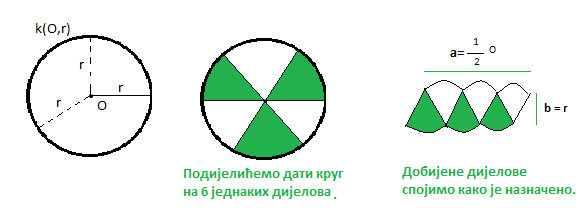 k(O,r)
r
r
r
O
Подијелићемо дати круг
на 6 једнаких дијелова .
a= 1/2 O
b = r
Добијене дијелове
спојимо како је назначено.